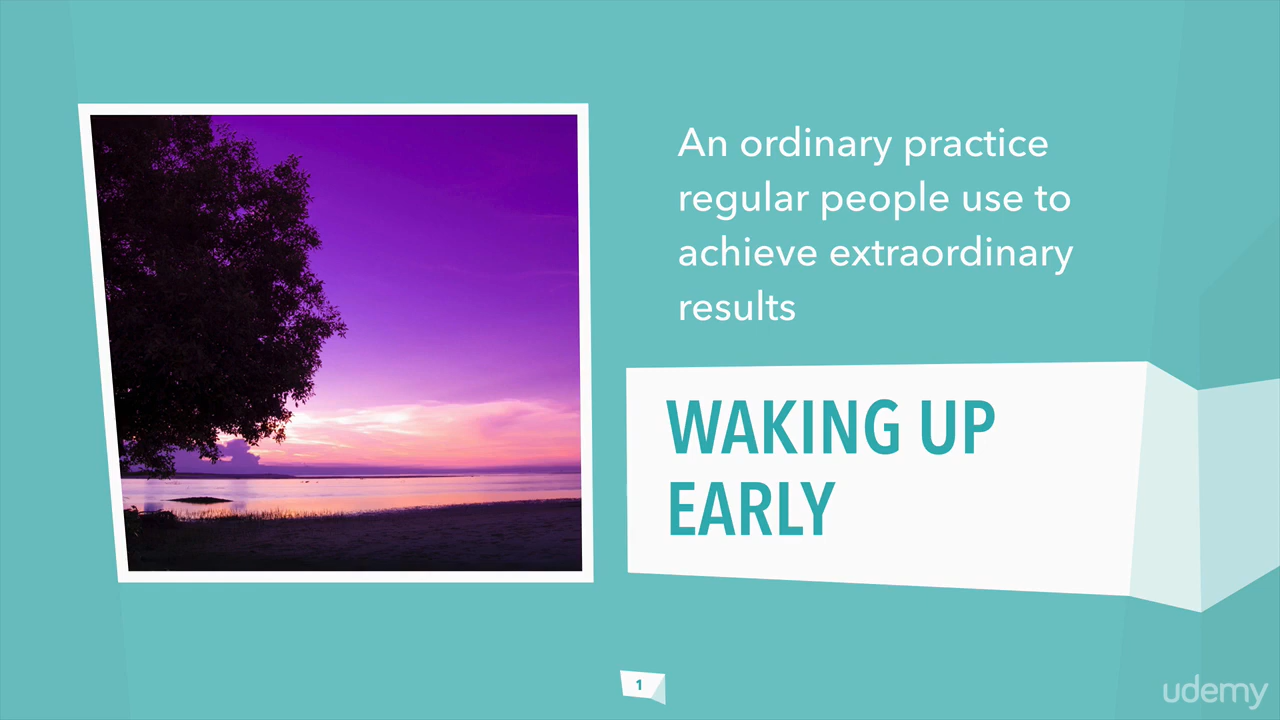 An ordinary practice
regular people use to
achieve extraordinary
results
WAKING UP
EARLY
1
udemy